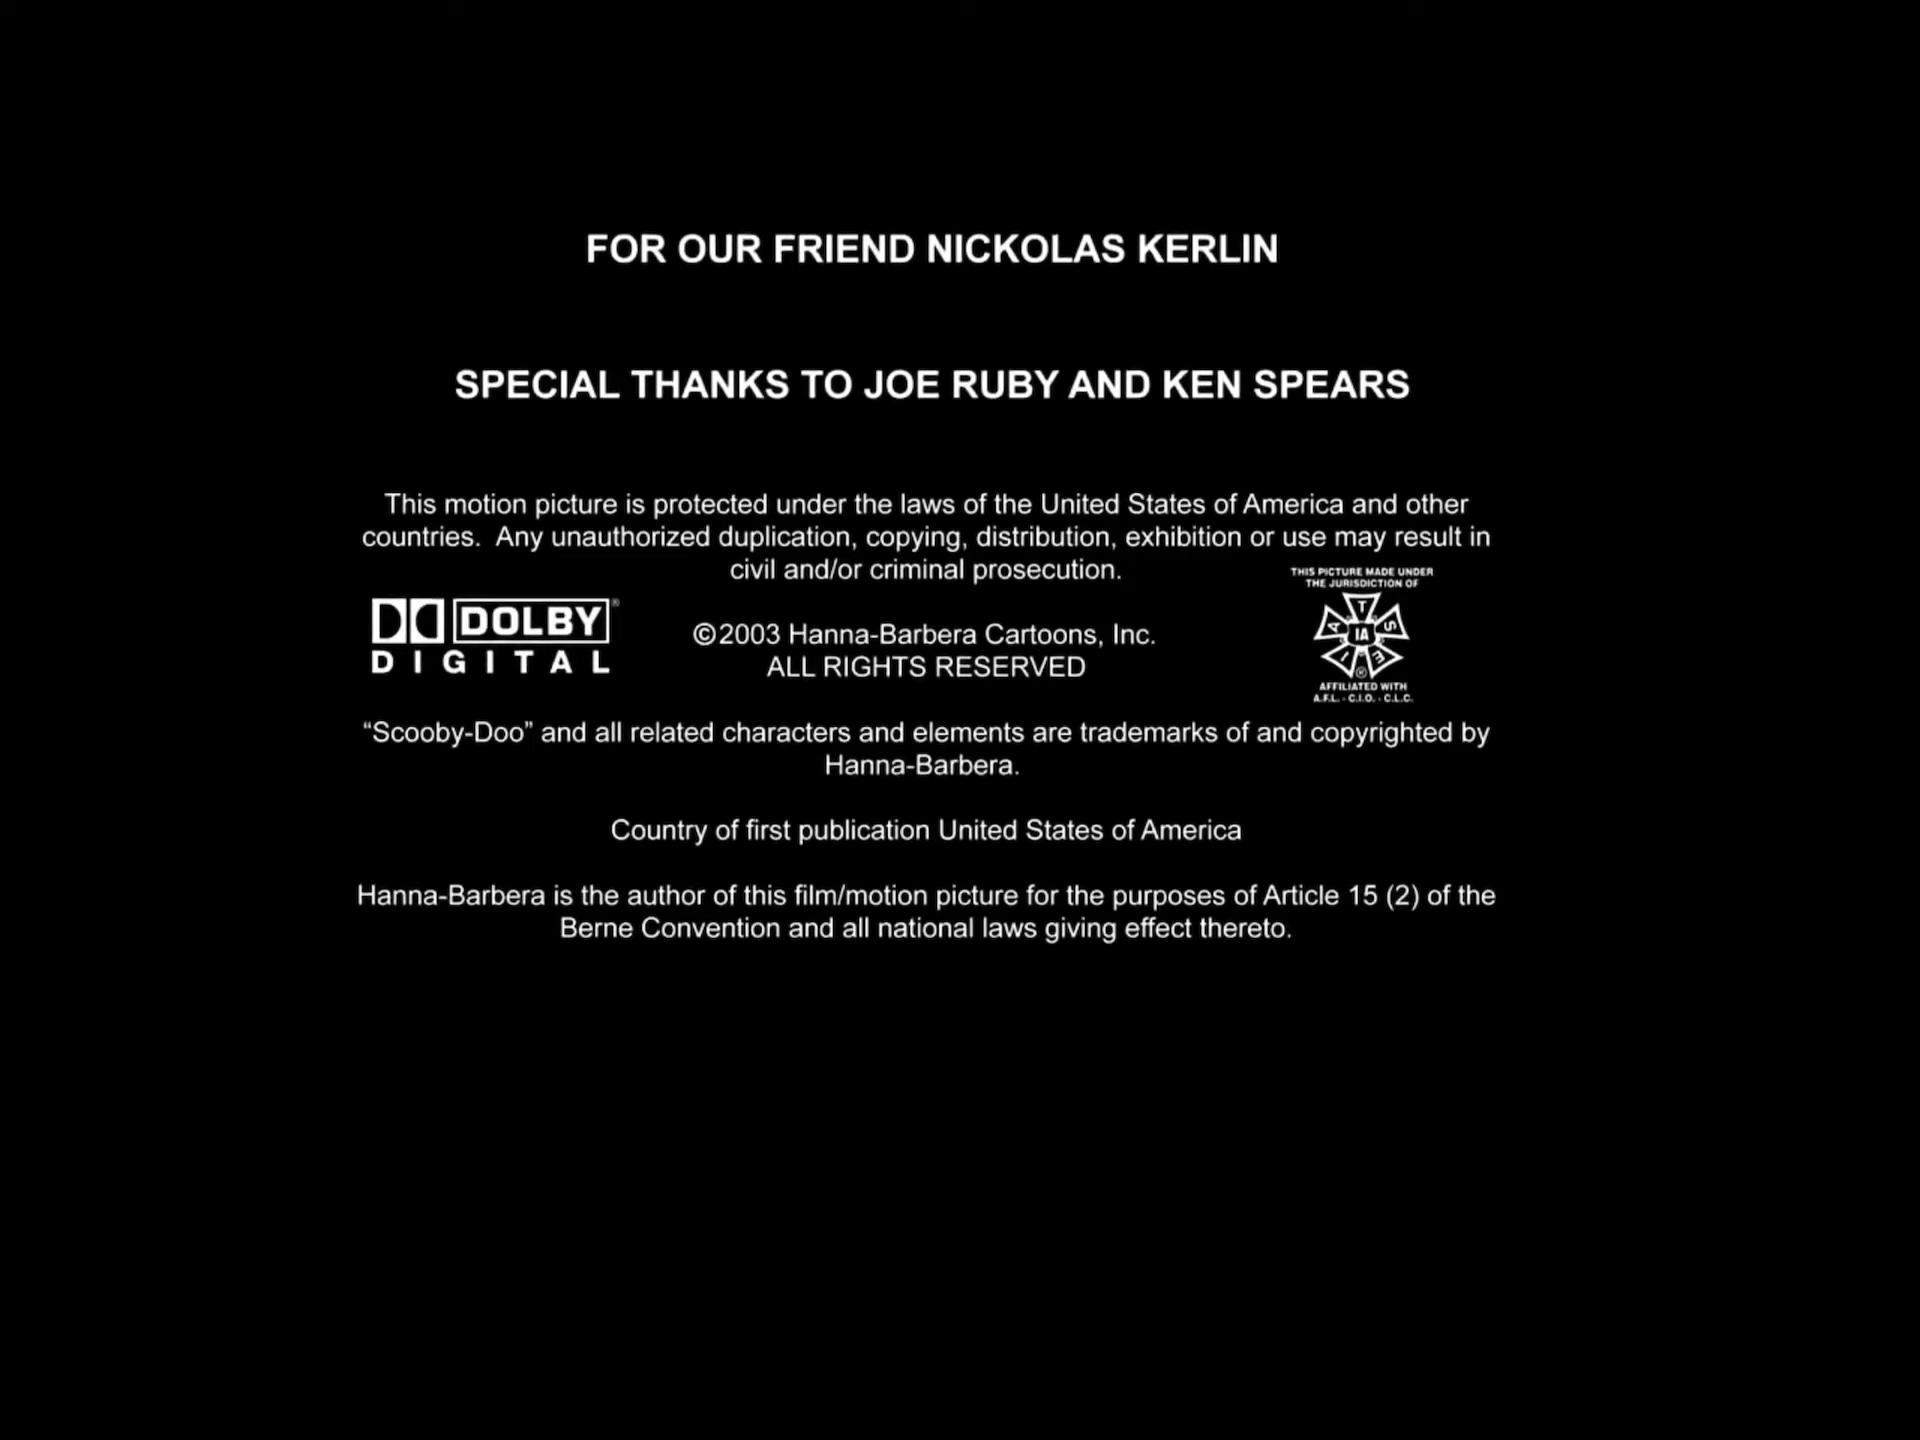 FOR OUR FRIEND NICKOLAS KERLIN
SPECIAL THANKS TO JOE RUBY AND KEN SPEARS
This motion picture is protected under the laws of the United States of America and other
countries.  Any unauthorized duplication, copying, distribution, exhibition or use may result in
civil and/or criminal prosecution.
THIS PICTURE MADE UNDER
THE JURISDICTION OF
DOLBY®
DIGITAL
©2003 Hanna-Barbera Cartoons, Inc.
ALL RIGHTS RESERVED
IATSE
IA
®
AFFILIATED WITH
A.F.L. - C.I.O. - C.L.C.
“Scooby-Doo” and all related characters and elements are trademarks of and copyrighted by
Hanna-Barbera.
Country of first publication United States of America
Hanna-Barbera is the author of this film/motion picture for the purposes of Article 15 (2) of the
Berne Convention and all national laws giving effect thereto.